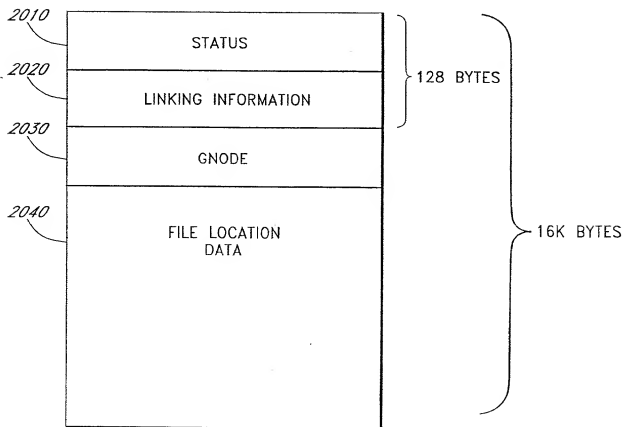 2010
STATUS
2020
LINKING INFORMATION
128 BYTES
2030
GNODE
2040
FILE LOCATION
DATA
16K BYTES